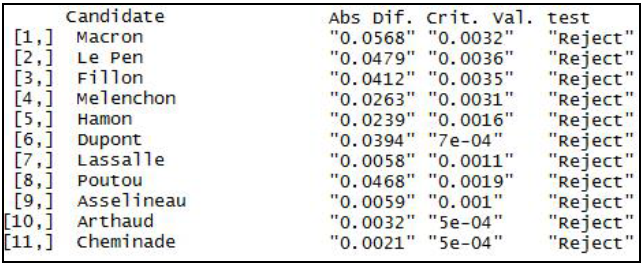 Candidate Abs Dif. Crit. Val. test
[1,] Macron "0.0568" "0.0032" "Reject"
[2,] Le Pen "0.0479" "0.0036" "Reject"
[3,] Fillon "0.0412" "0.0035" "Reject"
[4,] Melenchon "0.0263" "0.0031" "Reject"
[5,] Hamon "0.0239" "0.0016" "Reject"
[6,] Dupont "0.0394" "7e-04" "Reject"
[7,] Lassalle "0.0058" "0.0011" "Reject"
[8,] Poutou "0.0468" "0.0019" "Reject"
[9,] Asselineau "0.0059" "0.001" "Reject"
[10,] Arthaud "0.0032" "5e-04" "Reject"
[11,] Cheminade "0.0021" "5e-04" "Reject"